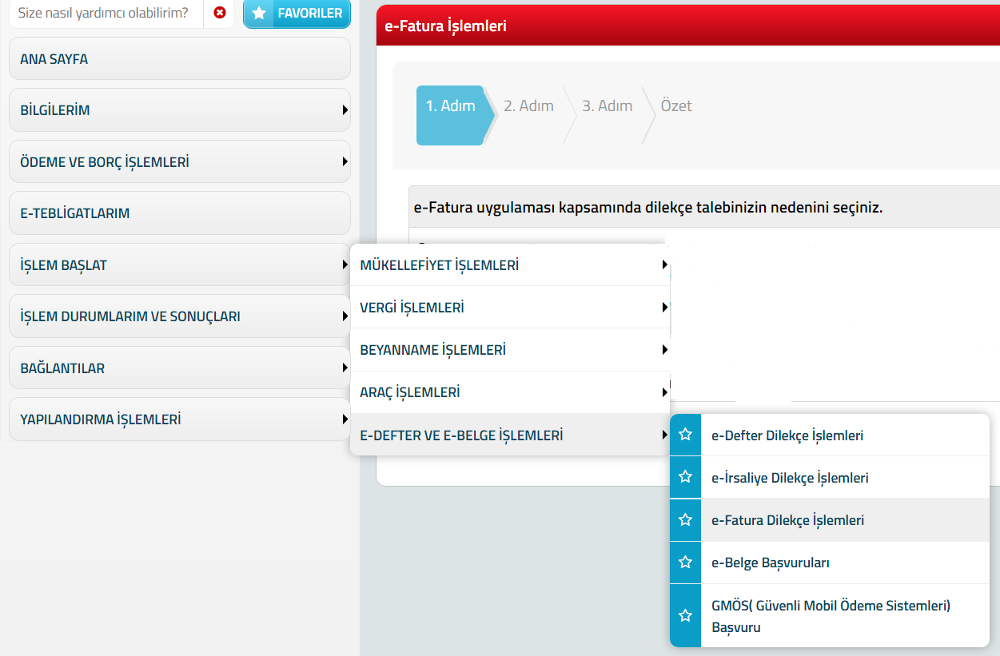 Size nasıl yardımcı olabilirim?
FAVORİLER
ANA SAYFA
BİLGİLERİM
ÖDEME VE BORÇ İŞLEMLERİ
E-TEBLİGATLARIM
İŞLEM BAŞLAT
İŞLEM DURUMLARIM VE SONUÇLARI
BAĞLANTILAR
YAPILANDIRMA İŞLEMLERİ
e-Fatura İşlemleri
1. Adım
2. Adım
3. Adım
Özet
e-Fatura uygulaması kapsamında dilekçe talebinizin nedenini seçiniz.
MÜKELLEFİYET İŞLEMLERİ
VERGİ İŞLEMLERİ
BEYANNAME İŞLEMLERİ
ARAÇ İŞLEMLERİ
E-DEFTER VE E-BELGE İŞLEMLERİ
e-Defter Dilekçe İşlemleri
e-İrsaliye Dilekçe İşlemleri
e-Fatura Dilekçe İşlemleri
e-Belge Başvuruları
GMÖS( Güvenli Mobil Ödeme Sistemleri)
Başvuru